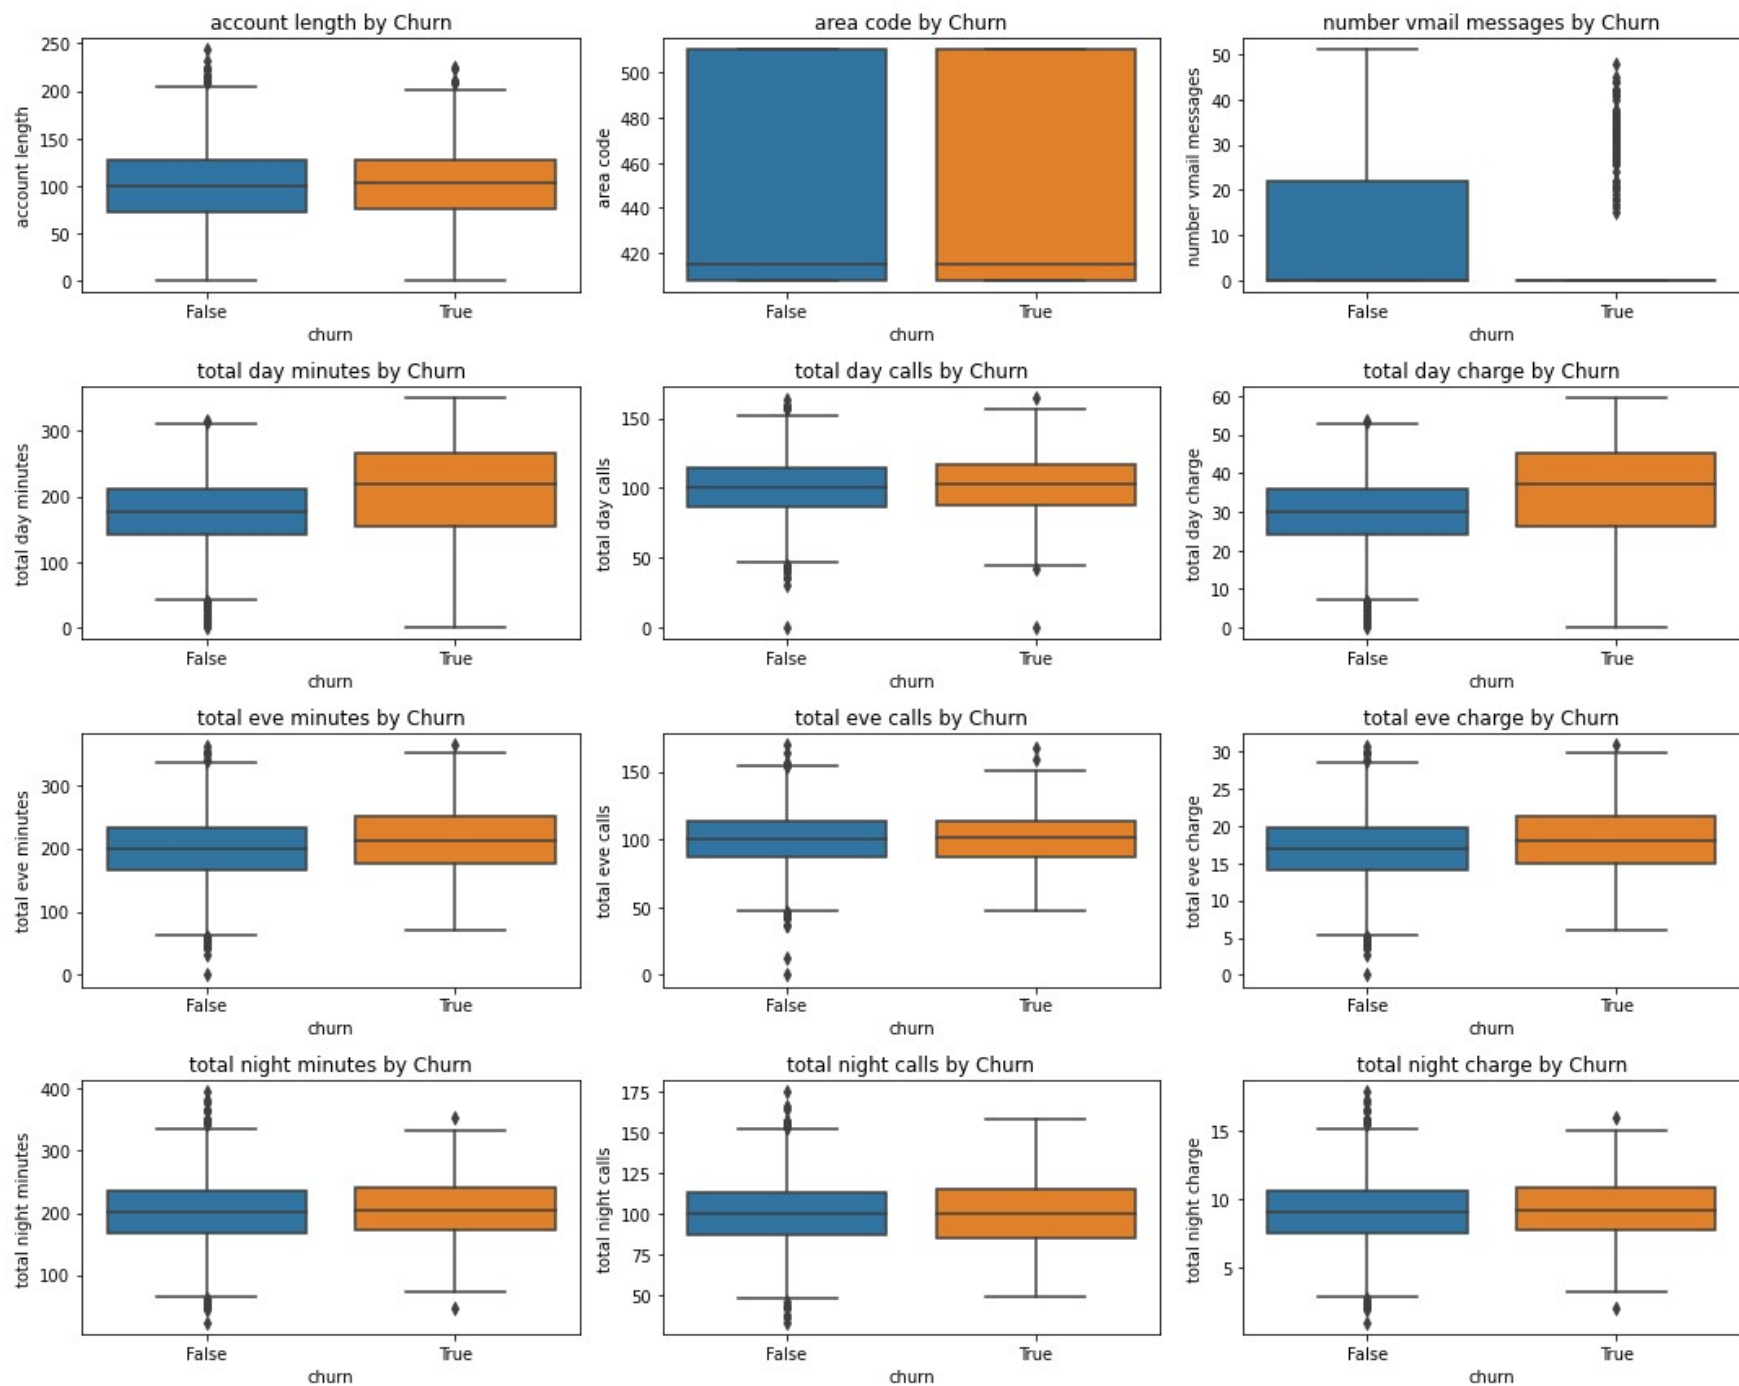 account length by Churn
area code by Churn
number vmail messages by Churn
250
200
150
100
50
0
account length
500
480
460
440
420
area code
50
40
30
20
10
0
number vmail messages
False
True
churn
False
True
churn
False
True
churn
total day minutes by Churn
total day calls by Churn
total day charge by Churn
300
200
100
0
total day minutes
150
100
50
0
total day calls
60
50
40
30
20
10
0
total day charge
False
True
churn
False
True
churn
False
True
churn
total eve minutes by Churn
total eve calls by Churn
total eve charge by Churn
300
200
100
0
total eve minutes
150
100
50
0
total eve calls
30
25
20
15
10
5
0
total eve charge
False
True
churn
False
True
churn
False
True
churn
total night minutes by Churn
total night calls by Churn
total night charge by Churn
400
300
200
100
total night minutes
175
150
125
100
75
50
total night calls
15
10
5
total night charge
False
True
churn
False
True
churn
False
True
churn